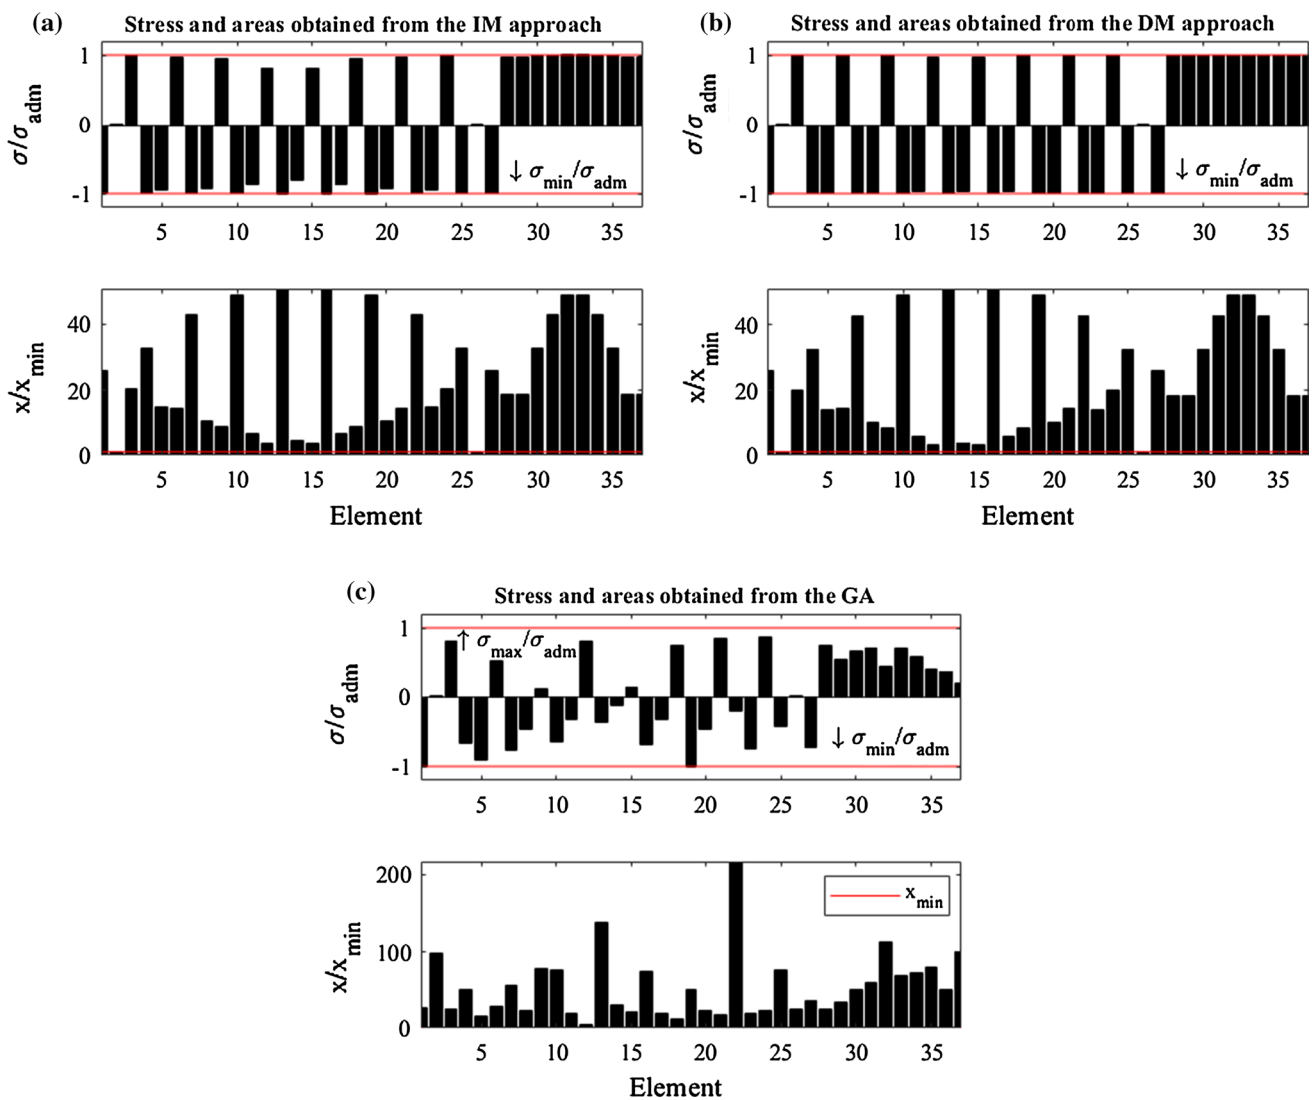 (a) Stress and areas obtained from the IM approach
1
0
-1
σ/σadm
↓ σmin/σadm
5 10 15 20 25 30 35
40
20
0
x/xmin
5 10 15 20 25 30 35
Element
(b) Stress and areas obtained from the DM approach
1
0
-1
σ/σadm
↓ σmin/σadm
5 10 15 20 25 30 35
40
20
0
x/xmin
5 10 15 20 25 30 35
Element
(c) Stress and areas obtained from the GA
1
0
-1
σ/σadm
↑ σmax/σadm
↓ σmin/σadm
5 10 15 20 25 30 35
200
100
0
x/xmin
xmin
5 10 15 20 25 30 35
Element